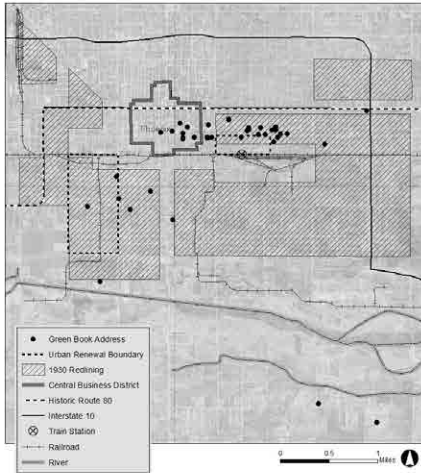 Green Book Address
Urban Renewal Boundary
1930 Redlining
Central Business District
Historic Route 80
Interstate 10
Train Station
Railroad
River
0 0.5 1
Miles